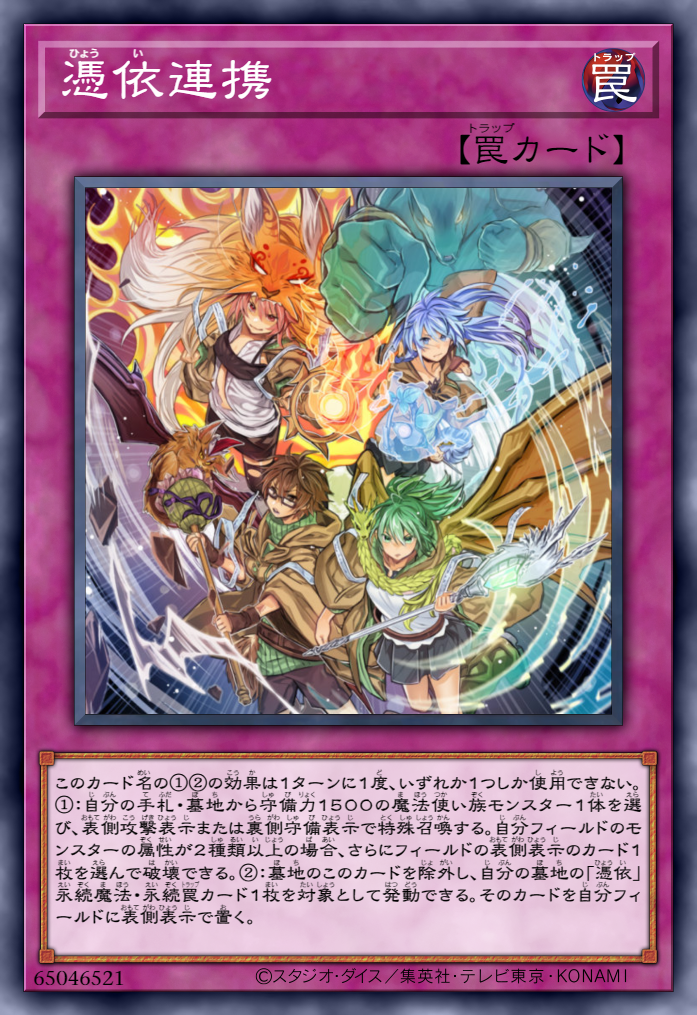 憑依連携
罠
【罠カード】
このカード名の①②の効果は1ターンに1度、いずれか1つしか使用できない。
①:自分の手札・墓地から守備力1500の魔法使い族モンスター1体を選
び、表側攻撃表示または裏側守備表示で特殊召喚する。自分フィールドのモ
ンスターの属性が2種類以上の場合、さらにフィールドの表側表示のカード1
枚を選んで破壊できる。②:墓地のこのカードを除外し、自分の墓地の「憑依」
永続魔法・永続罠カード1枚を対象として発動できる。そのカードを自分フィ
ールドに表側表示で置く。
65046521
©スタジオ・ダイス/集英社・テレビ東京・KONAMI